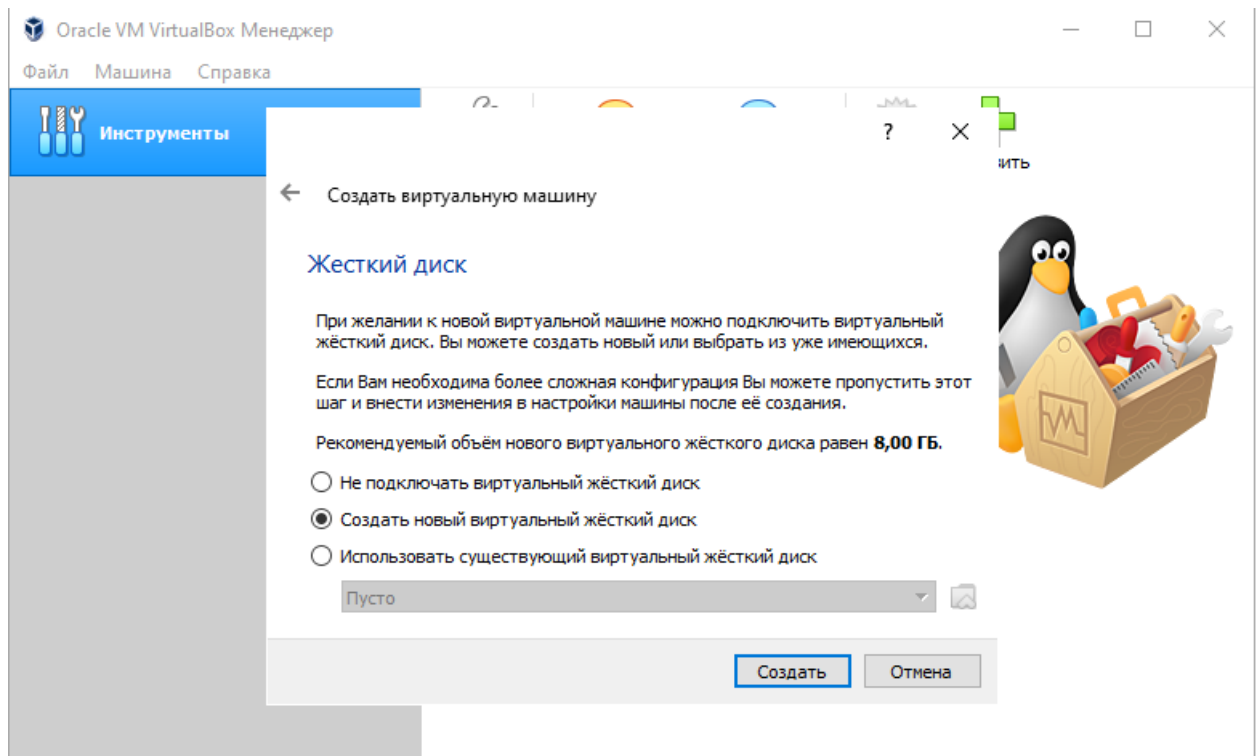 Oracle VM VirtualBox Менеджер
Файл Машина Справка
Инструменты
?
Создать виртуальную машину
Жесткий диск
При желании к новой виртуальной машине можно подключить виртуальный
жёсткий диск. Вы можете создать новый или выбрать из уже имеющихся.
Если Вам необходима более сложная конфигурация Вы можете пропустить этот
шаг и внести изменения в настройки машины после её создания.
Рекомендуемый объём нового виртуального жёсткого диска равен 8,00 ГБ.
Не подключать виртуальный жёсткий диск
Создать новый виртуальный жёсткий диск
Использовать существующий виртуальный жёсткий диск
Пусто
Создать Отмена